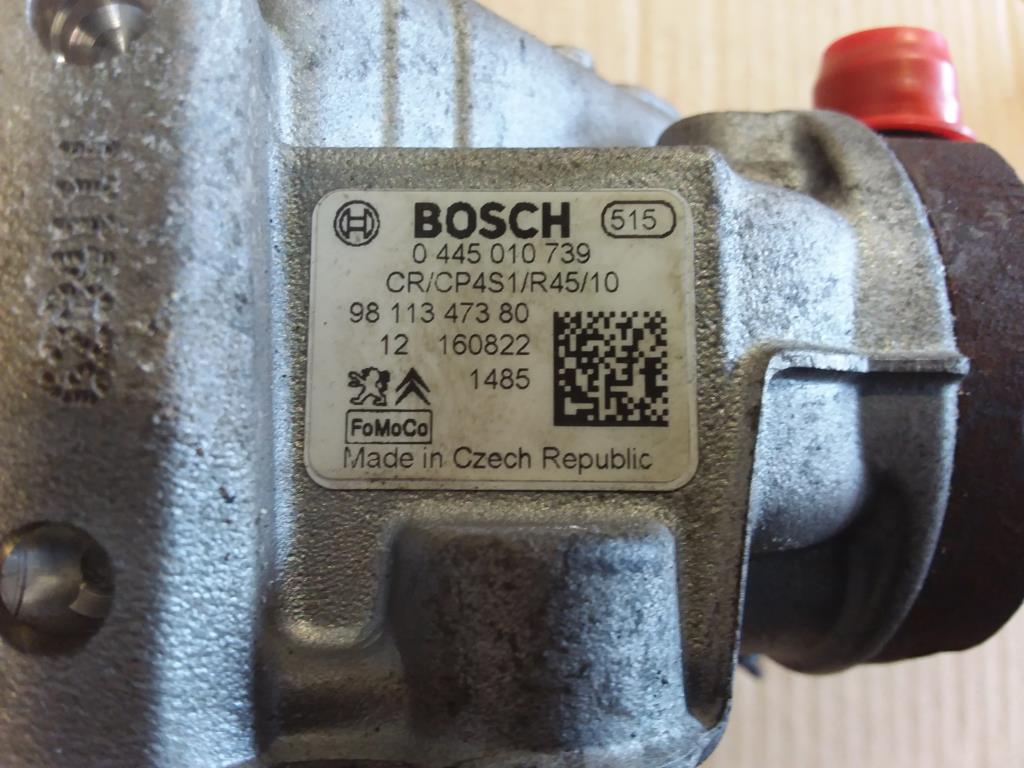 BOSCH 515
0 445 010 739
CR/CP4S1/R45/10
98 113 473 80
12 160822
1485
FoMoCo
Made in Czech Republic